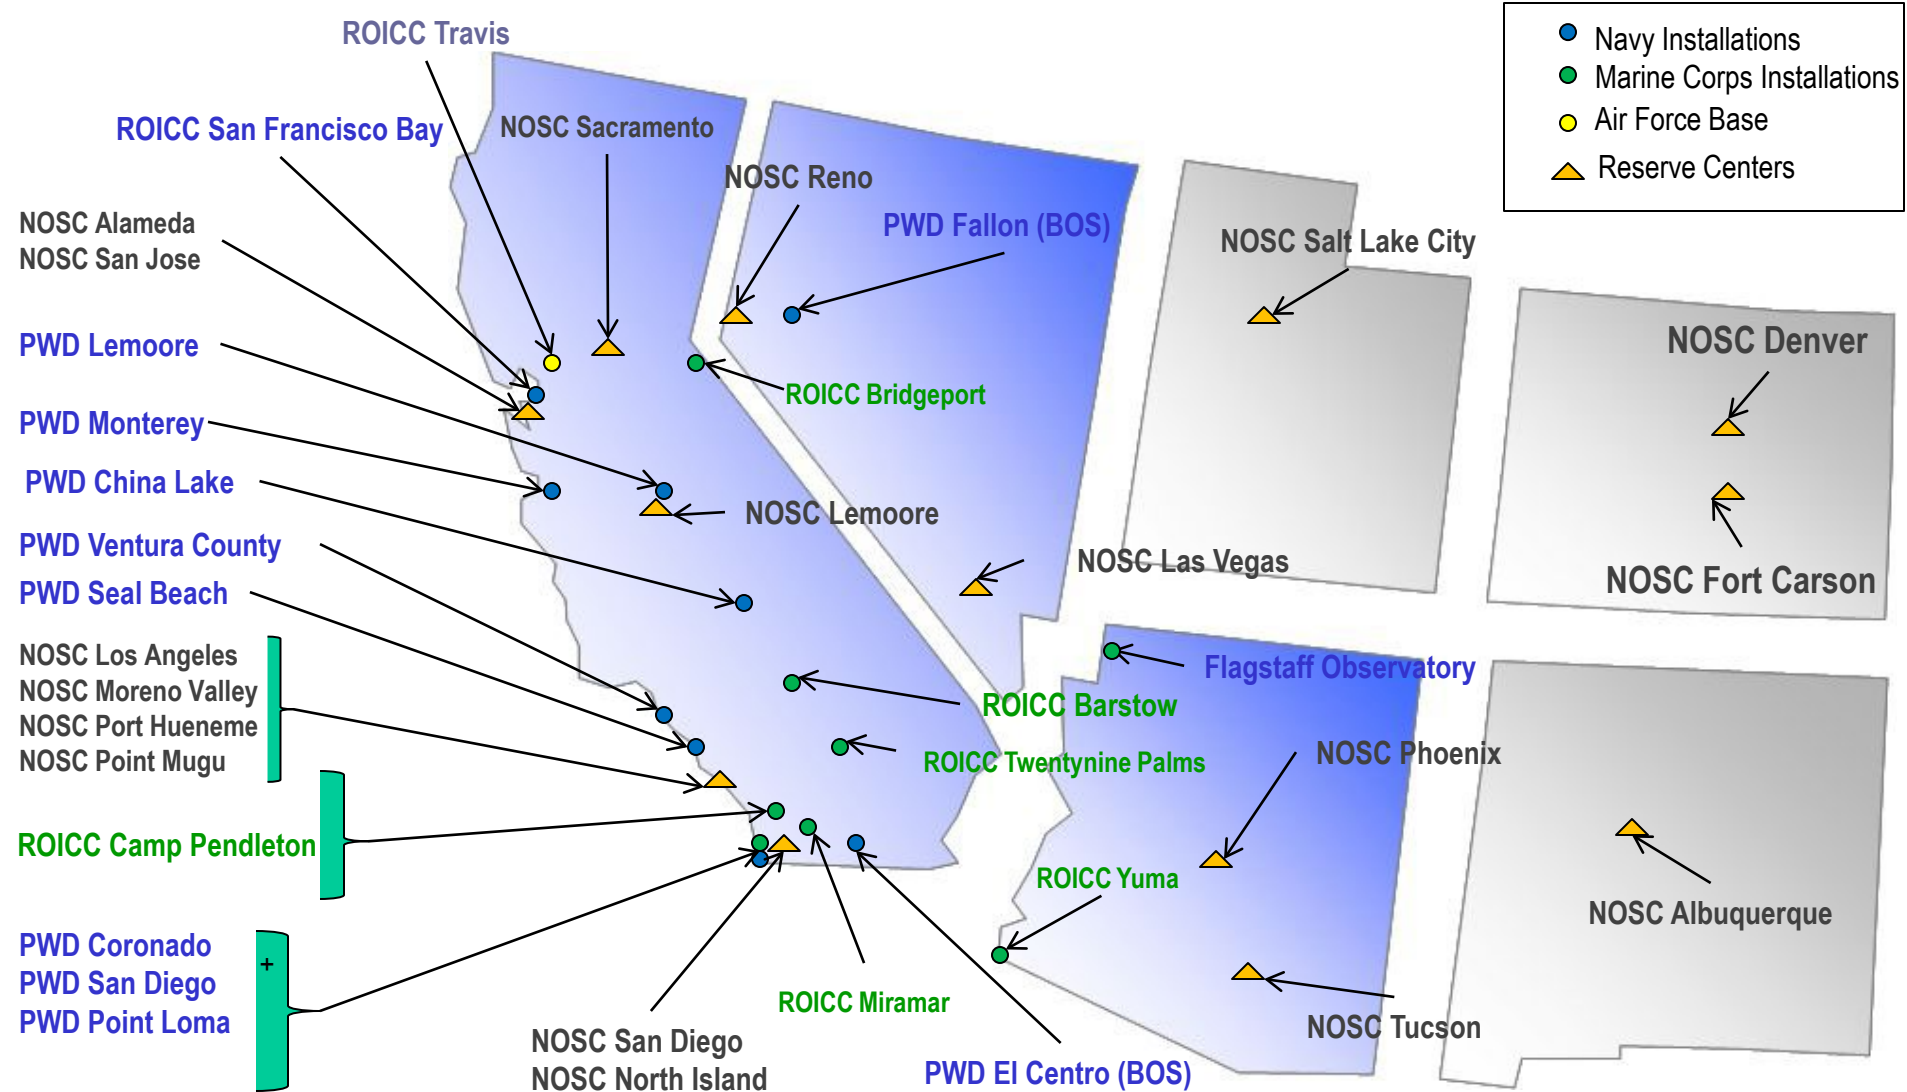 ROICC Travis
Navy Installations
Marine Corps Installations
Air Force Base
Reserve Centers
ROICC San Francisco Bay
NOSC Sacramento
NOSC Reno
PWD Fallon (BOS)
NOSC Salt Lake City
NOSC Alameda
NOSC San Jose
PWD Lemoore
NOSC Denver
ROICC Bridgeport
PWD Monterey
PWD China Lake
NOSC Lemoore
PWD Ventura County
NOSC Las Vegas
NOSC Fort Carson
PWD Seal Beach
NOSC Los Angeles
NOSC Moreno Valley
NOSC Port Hueneme
NOSC Point Mugu
Flagstaff Observatory
ROICC Barstow
ROICC Twentynine Palms
NOSC Phoenix
ROICC Camp Pendleton
ROICC Yuma
NOSC Albuquerque
PWD Coronado
+
PWD San Diego
PWD Point Loma
ROICC Miramar
NOSC Tucson
NOSC San Diego
NOSC North Island
PWD El Centro (BOS)